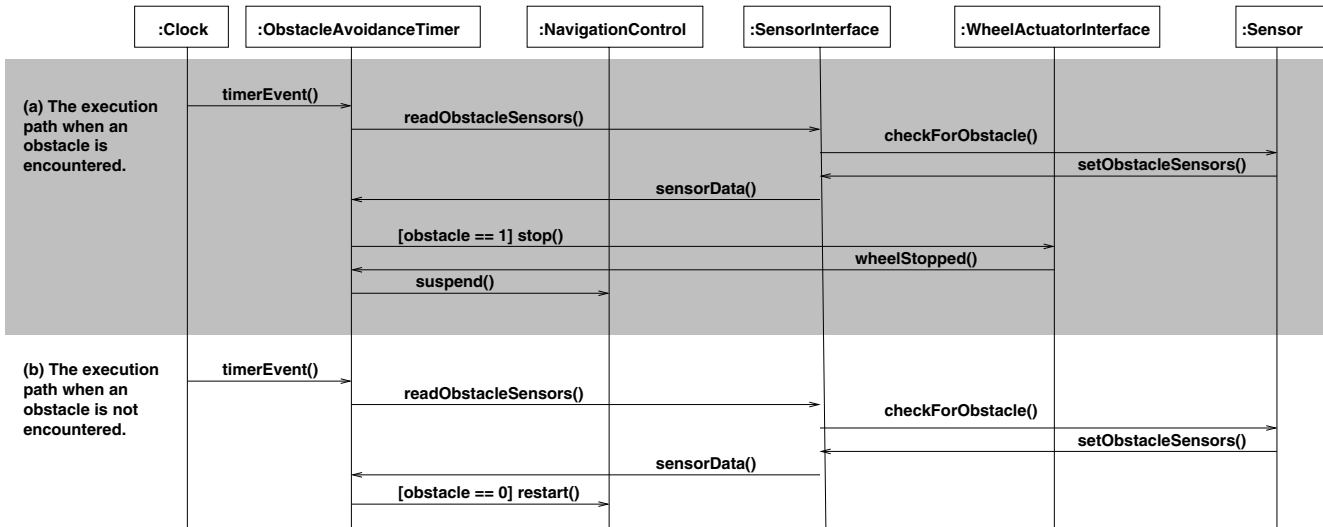 :Clock
:ObstacleAvoidanceTimer
:NavigationControl
:SensorInterface
:WheelActuatorInterface
:Sensor
(a) The execution
path when an
obstacle is
encountered.
timerEvent()
readObstacleSensors()
checkForObstacle()
setObstacleSensors()
sensorData()
[obstacle == 1] stop()
wheelStopped()
suspend()
(b) The execution
path when an
obstacle is not
encountered.
timerEvent()
readObstacleSensors()
checkForObstacle()
setObstacleSensors()
sensorData()
[obstacle == 0] restart()